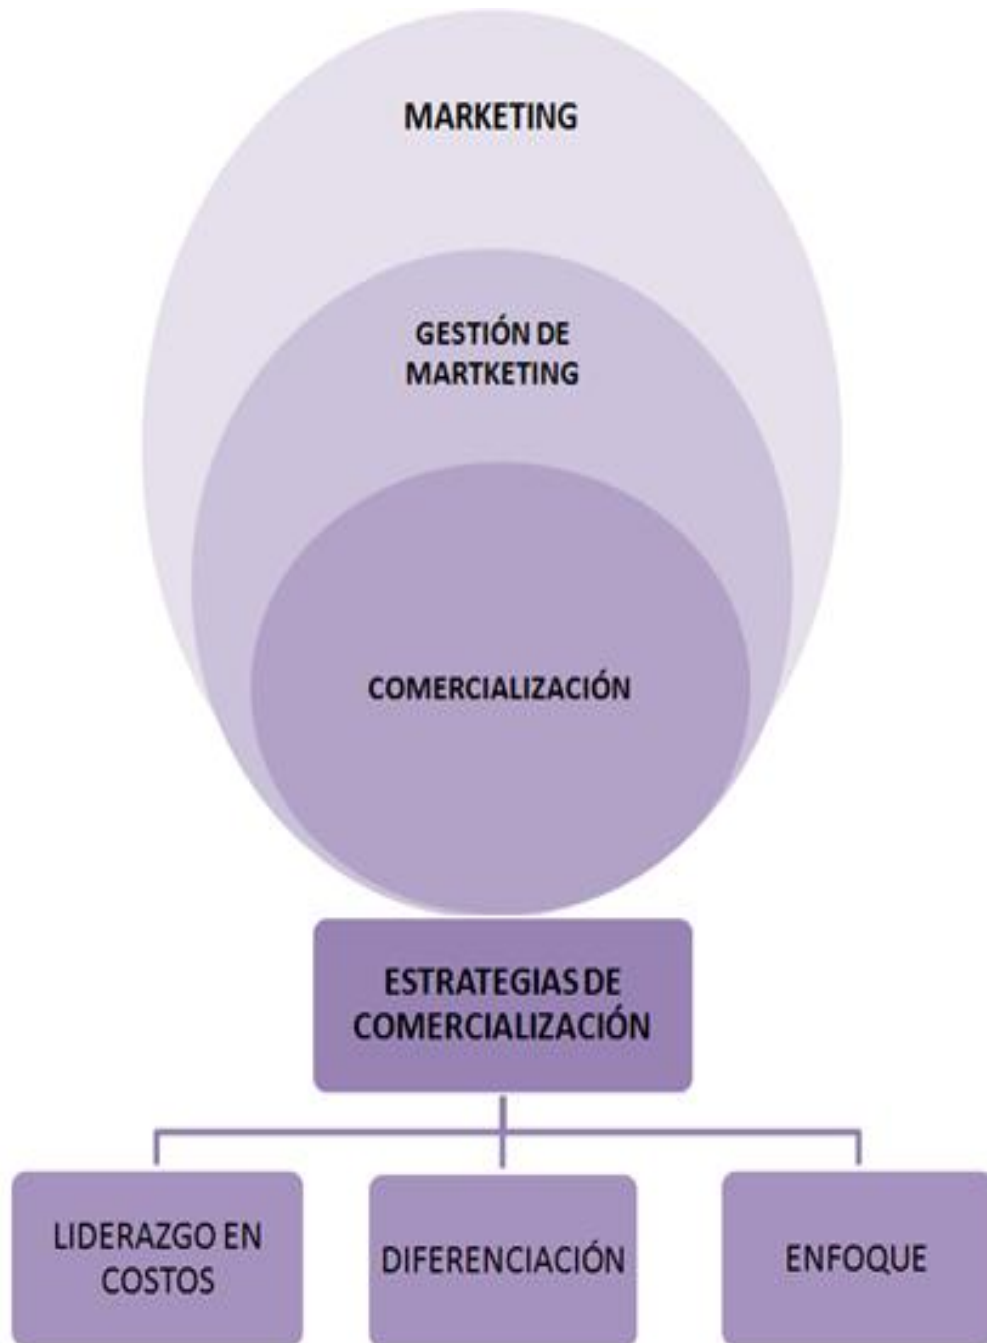 MARKETING
GESTIÓN DE
MARTKETING
COMERCIALIZACIÓN
ESTRATEGIAS DE
COMERCIALIZACIÓN
LIDERAZGO EN
COSTOS
DIFERENCIACIÓN
ENFOQUE